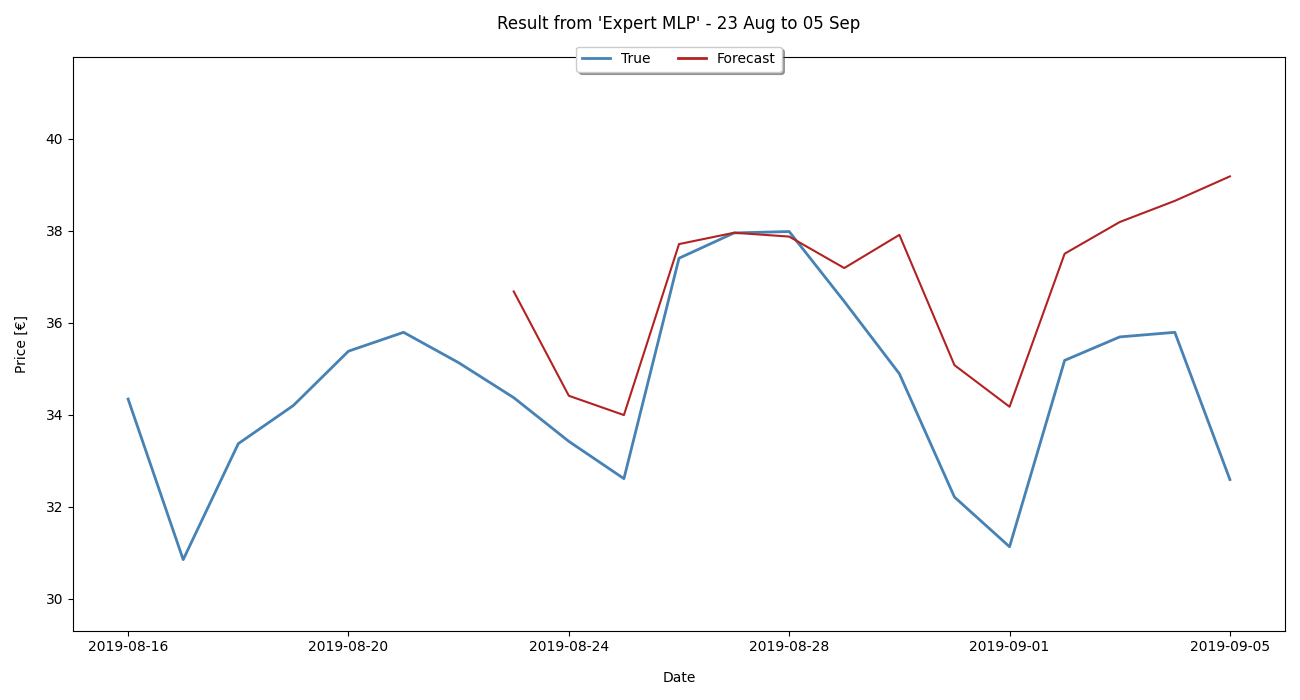 Result from 'Expert MLP' - 23 Aug to 05 Sep
True Forecast
Price [€]
40
38
36
34
32
30
2019-08-16 2019-08-20 2019-08-24 2019-08-28 2019-09-01 2019-09-05
Date